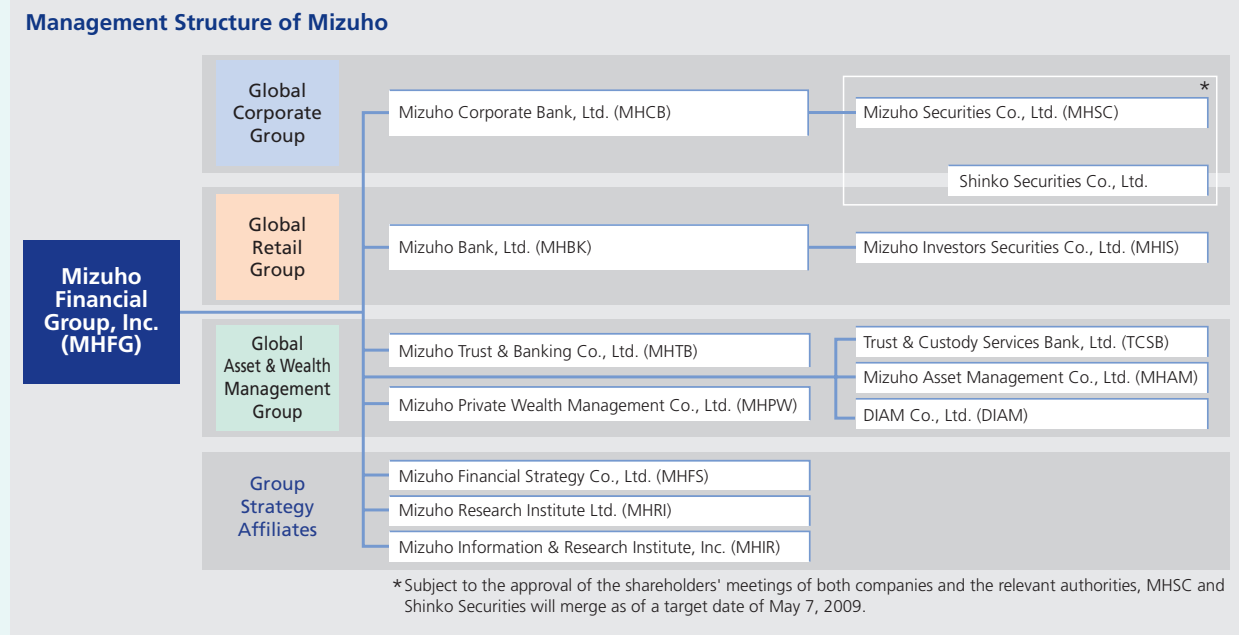 Management Structure of Mizuho
Mizuho
Financial
Group, Inc.
(MHFG)
Global
Corporate
Group
Mizuho Corporate Bank, Ltd. (MHCB)
*
Mizuho Securities Co., Ltd. (MHSC)
Shinko Securities Co., Ltd.
Global
Retail
Group
Mizuho Bank, Ltd. (MHBK)
Mizuho Investors Securities Co., Ltd. (MHIS)
Global
Asset & Wealth
Management
Group
Mizuho Trust & Banking Co., Ltd. (MHTB)
Mizuho Private Wealth Management Co., Ltd. (MHPW)
Trust & Custody Services Bank, Ltd. (TCSB)
Mizuho Asset Management Co., Ltd. (MHAM)
DIAM Co., Ltd. (DIAM)
Group
Strategy
Affiliates
Mizuho Financial Strategy Co., Ltd. (MHFS)
Mizuho Research Institute Ltd. (MHRI)
Mizuho Information & Research Institute, Inc. (MHIR)
*Subject to the approval of the shareholders' meetings of both companies and the relevant authorities, MHSC and
Shinko Securities will merge as of a target date of May 7, 2009.